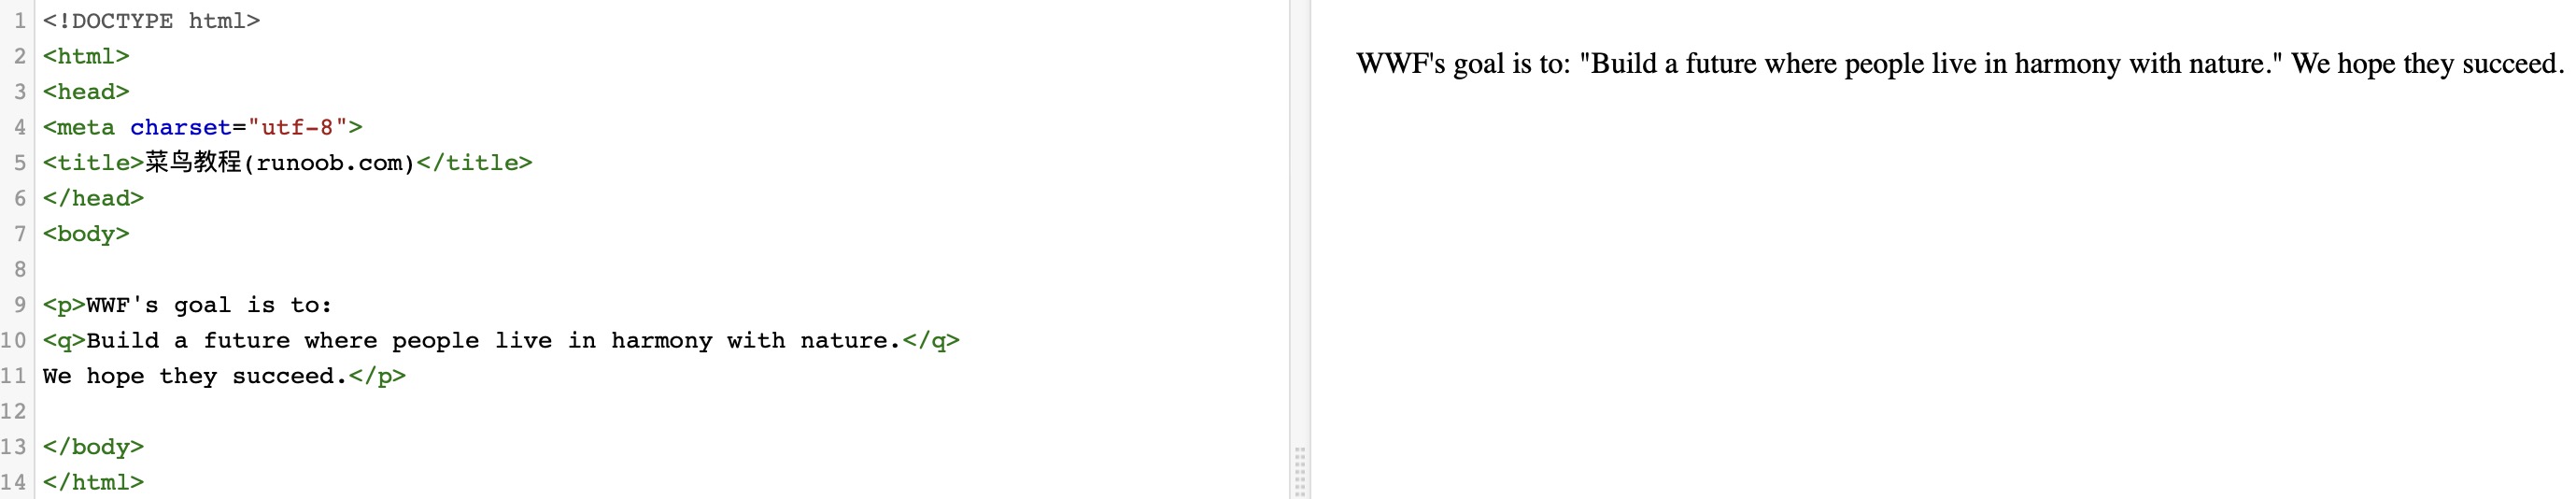 1 <!DOCTYPE html>
2 <html>
3 <head>
4 <meta charset="utf-8">
5 <title>菜鸟教程(runoob.com)</title>
6 </head>
7 <body>
8
9 <p>WWF's goal is to:
10 <q>Build a future where people live in harmony with nature.</q>
11 We hope they succeed.</p>
12
13 </body>
14 </html>
WWF's goal is to: "Build a future where people live in harmony with nature." We hope they succeed.